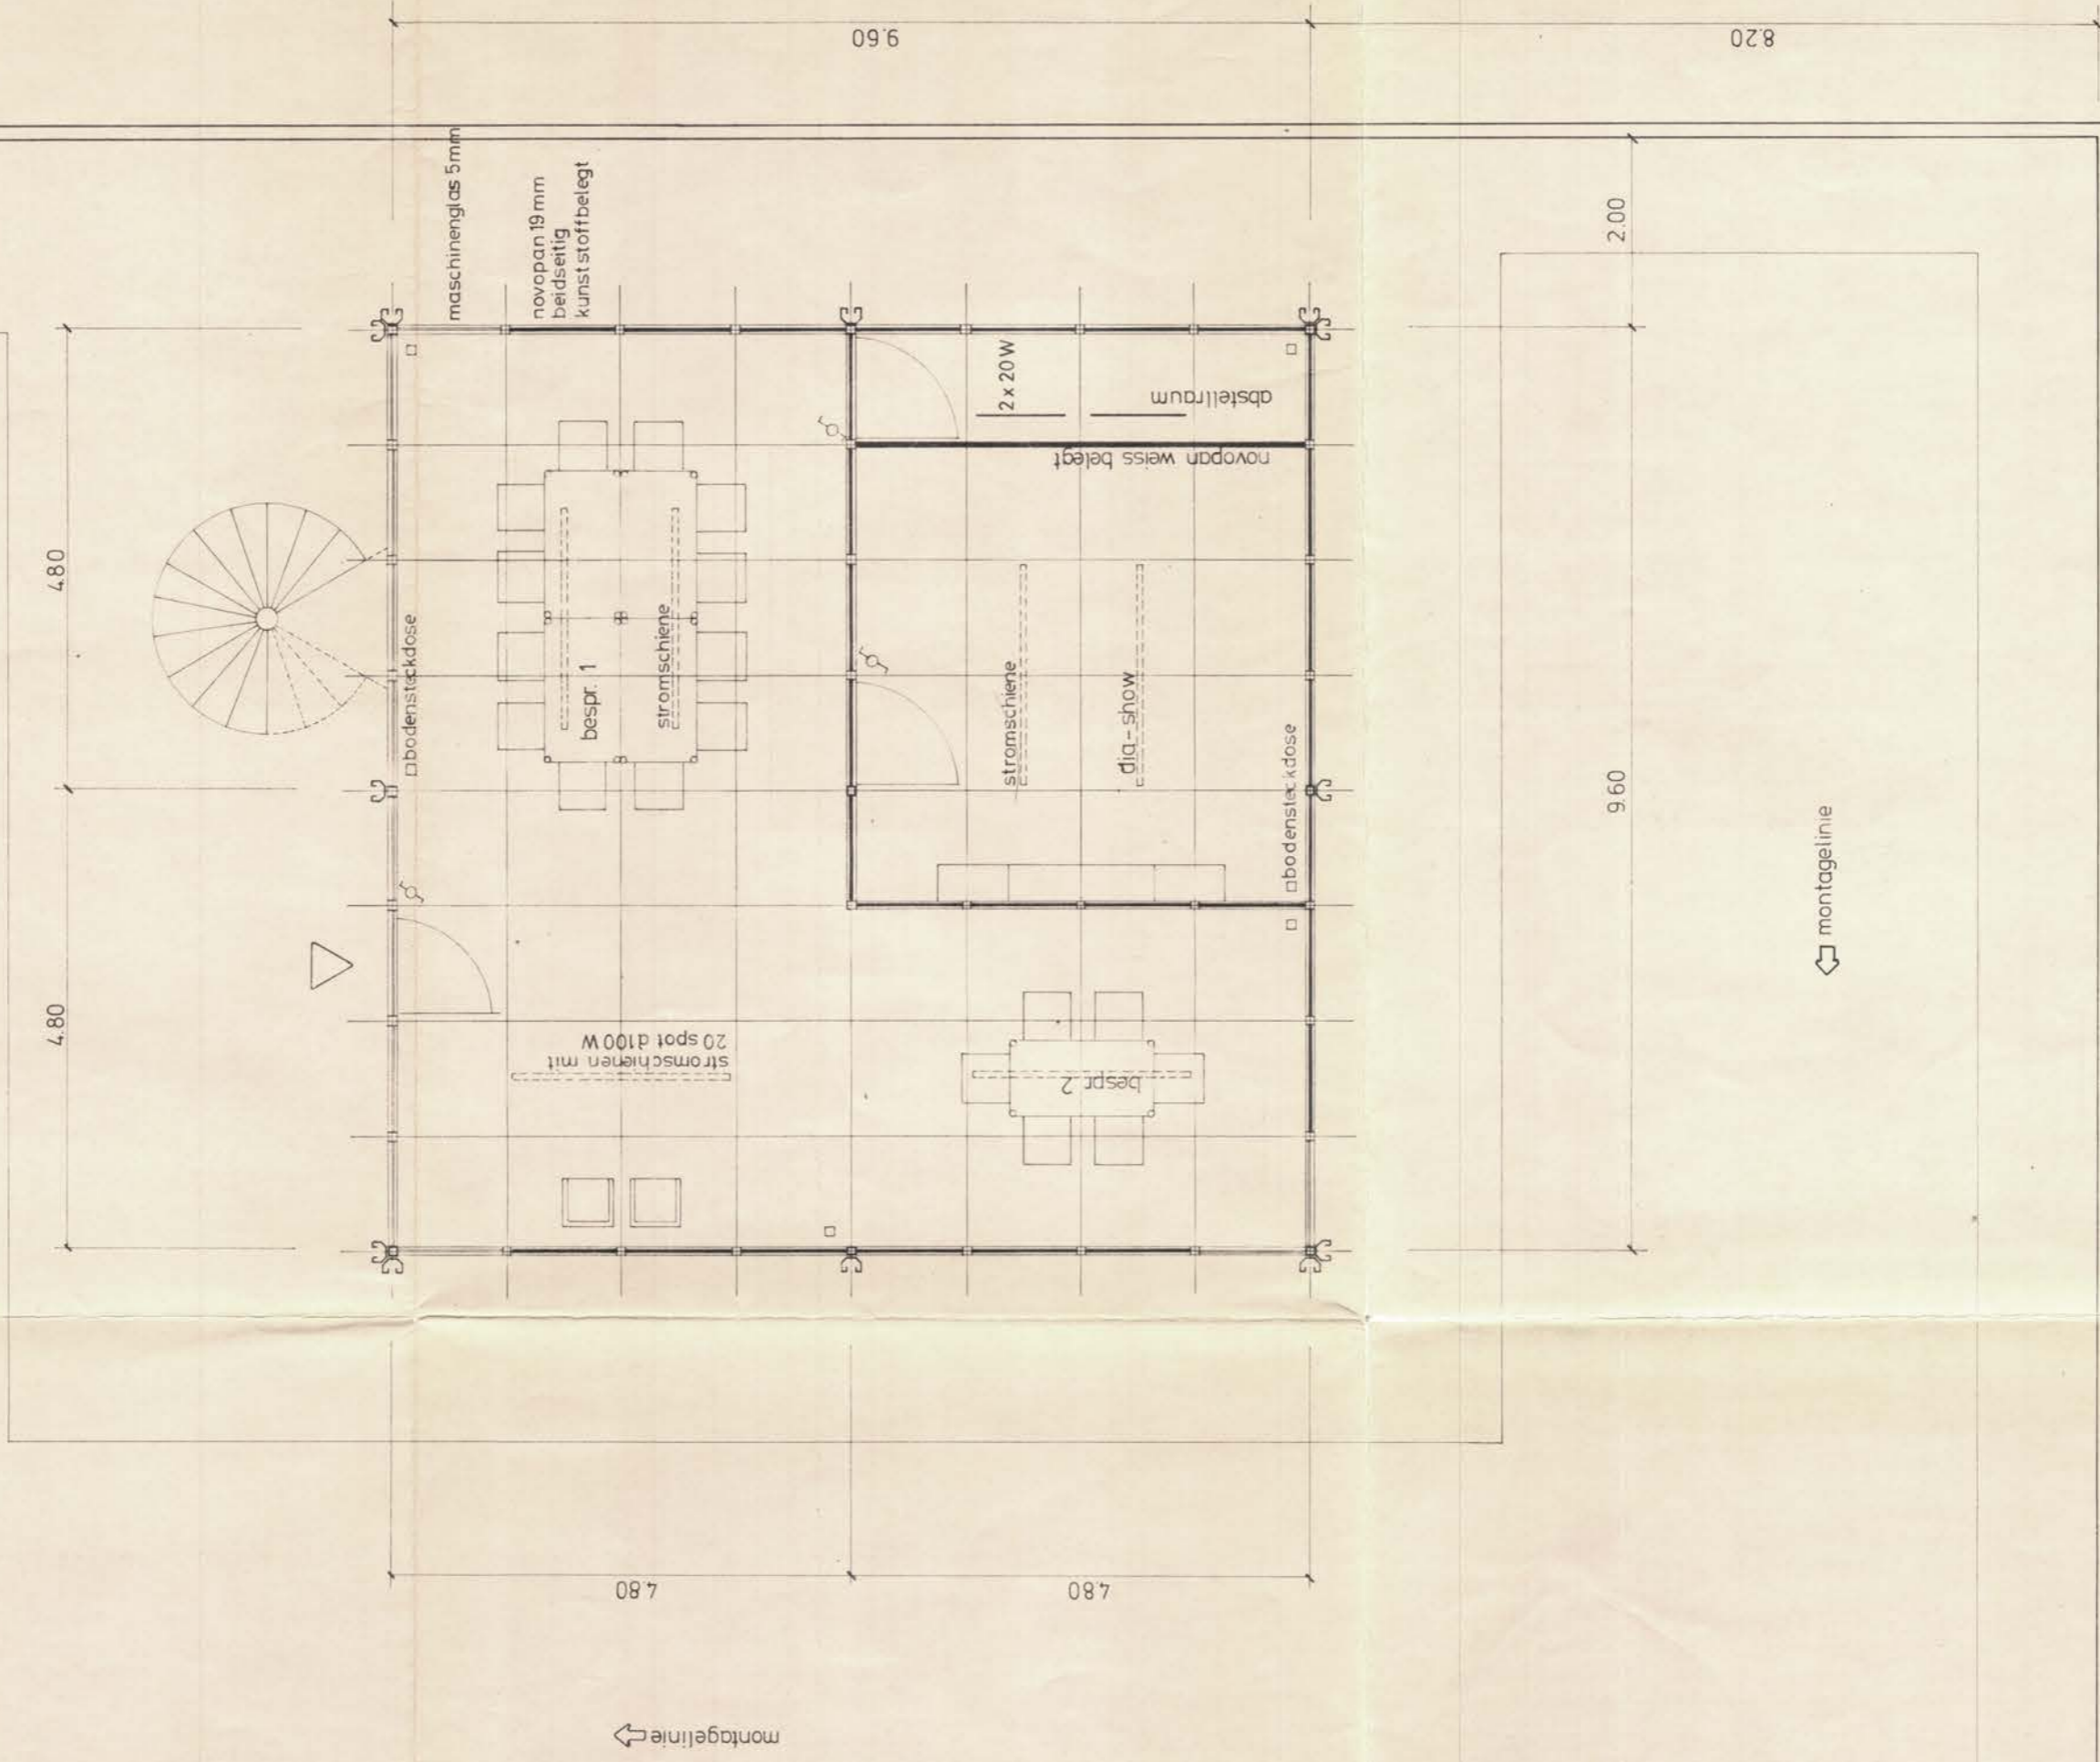 9.60
8.20
maschinenglas 5mm
novopan 19 mm
beidseitig
kunststoffbelegt
2.00
4.80
2 x 20 W
abstellraum
novopan weiss belegt
bodensteckdose
bespr. 1
stromschiene
stromschiene
dia-show
bodensteckdose
9.60
montagelinie
4.80
stromschienen mit
20 spot à 100 W
bespr. 2
4.80
4.80
montagelinie